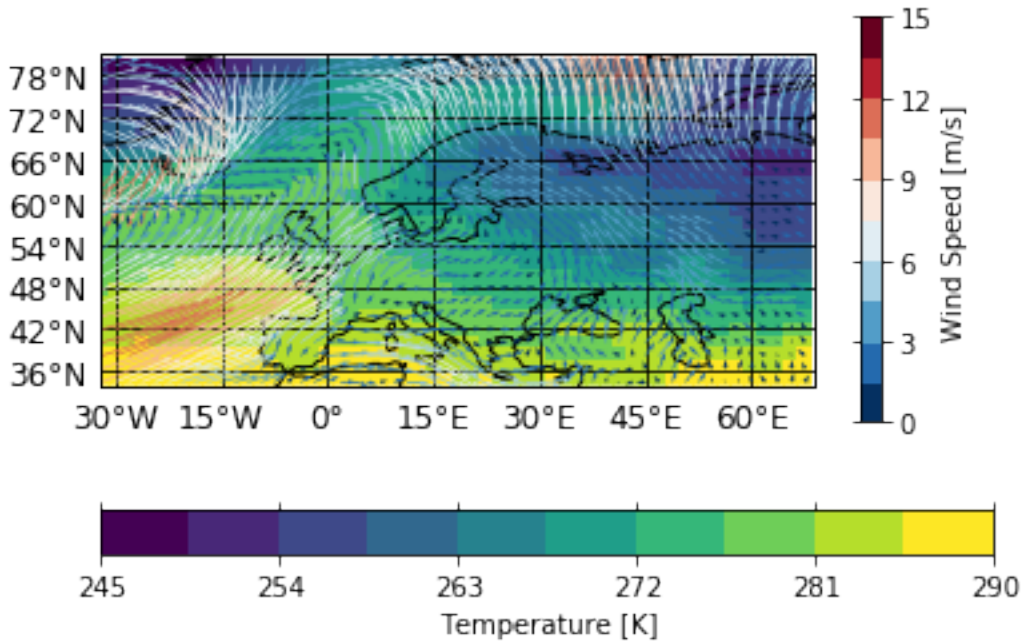 78°N
72°N
66°N
60°N
54°N
48°N
42°N
36°N
30°W 15°W 0° 15°E 30°E 45°E 60°E
15
12
9
6
3
0
Wind Speed [m/s]
245 254 263 272 281 290
Temperature [K]